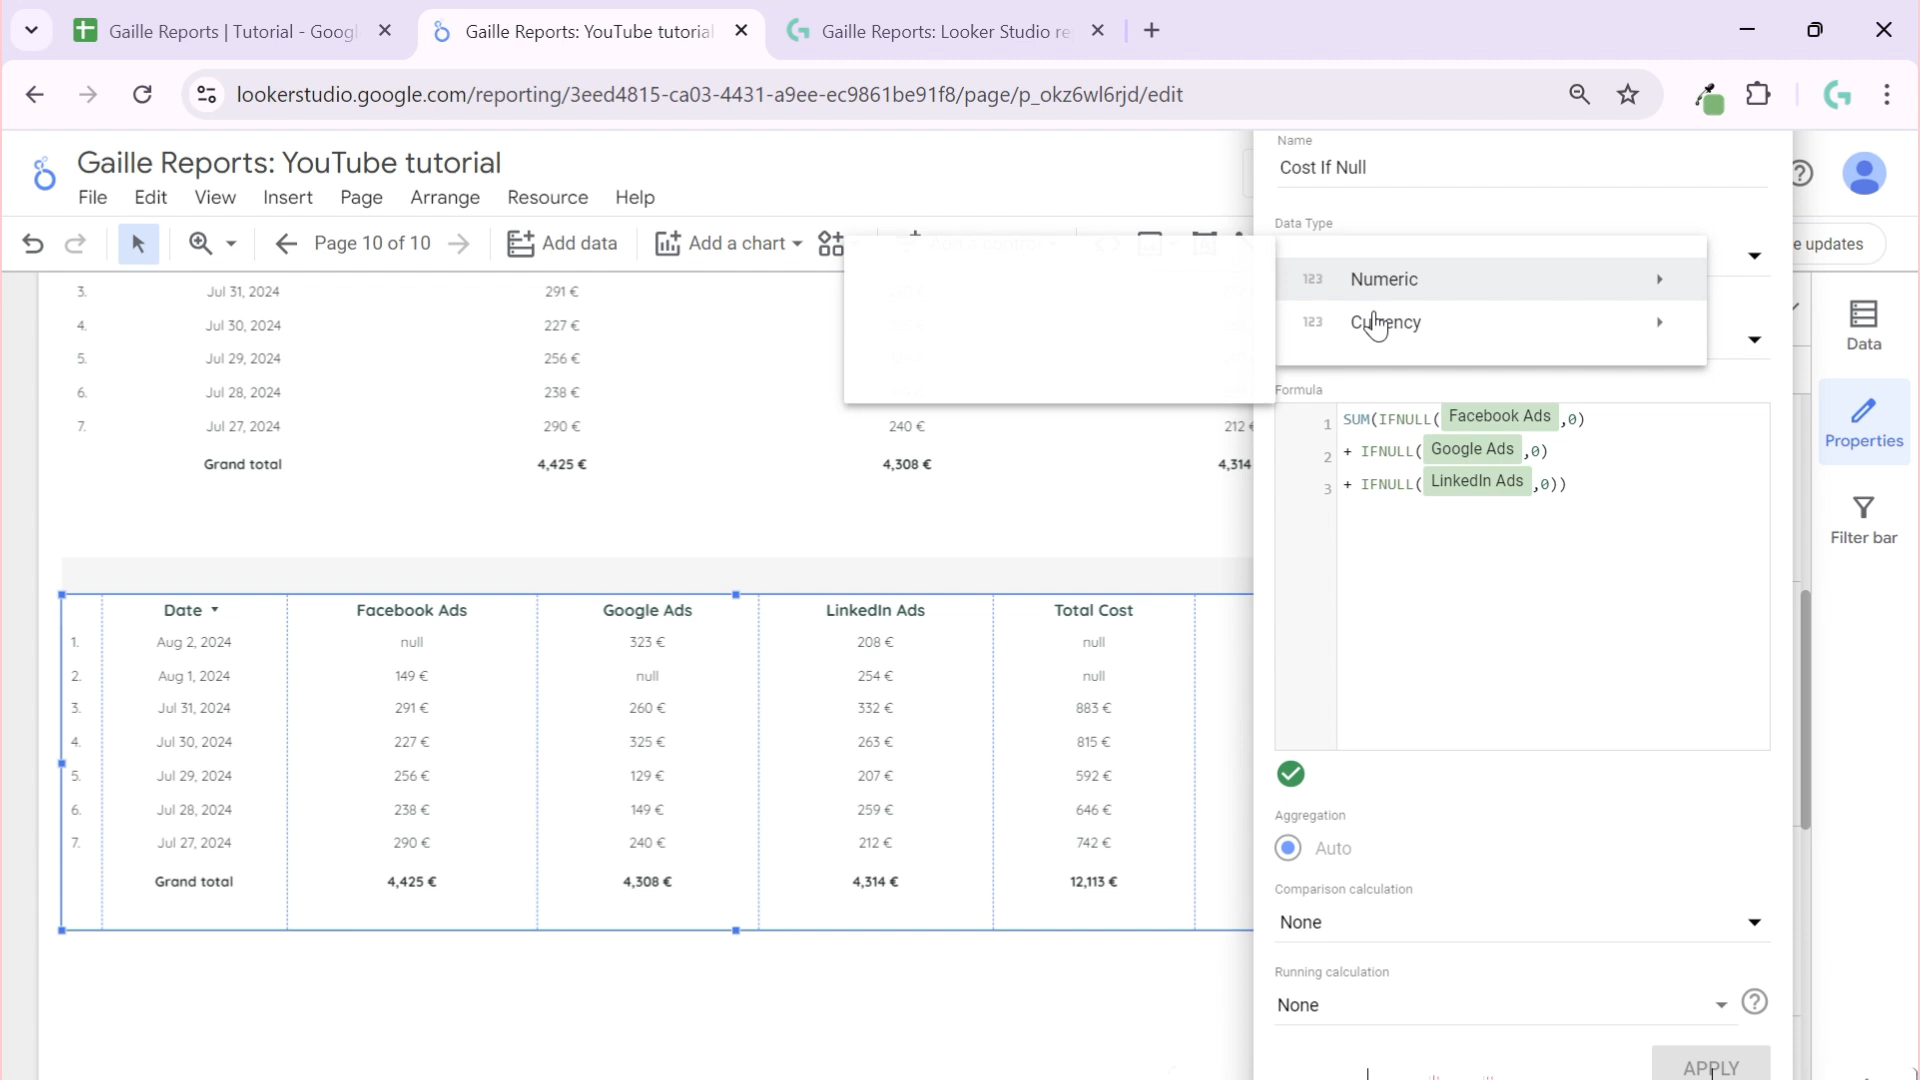 Gaille Reports | Tutorial - Googl
Gaille Reports: YouTube tutorial
Gaille Reports: Looker Studio re
lookerstudio.google.com/reporting/3eed4815-ca03-4431-a9ee-ec9861be91f8/page/p_okz6wl6rjd/edit
Gaille Reports: YouTube tutorial
File Edit View Insert Page Arrange Resource Help
Page 10 of 10 Add data Add a chart
e updates
3. Jul 31, 2024 291 €
4. Jul 30, 2024 227 €
5. Jul 29, 2024 256 €
6. Jul 28, 2024 238 €
7. Jul 27, 2024 290 € 240 € 212 €
Grand total 4,425 € 4,308 € 4,314
Date Facebook Ads Google Ads LinkedIn Ads Total Cost
1. Aug 2, 2024 null 323 € 208 € null
2. Aug 1, 2024 149 € null 254 € null
3. Jul 31, 2024 291 € 260 € 332 € 883 €
4. Jul 30, 2024 227 € 325 € 263 € 815 €
5. Jul 29, 2024 256 € 129 € 207 € 592 €
6. Jul 28, 2024 238 € 149 € 259 € 646 €
7. Jul 27, 2024 290 € 240 € 212 € 742 €
Grand total 4,425 € 4,308 € 4,314 € 12,113 €
Name
Cost If Null
Data Type
123 Numeric
123 Currency
Formula
1 SUM(IFNULL( Facebook Ads ,0)
2 + IFNULL( Google Ads ,0)
3 + IFNULL( LinkedIn Ads ,0))
Aggregation
Auto
Comparison calculation
None
Running calculation
None
APPLY
Data
Properties
Filter bar